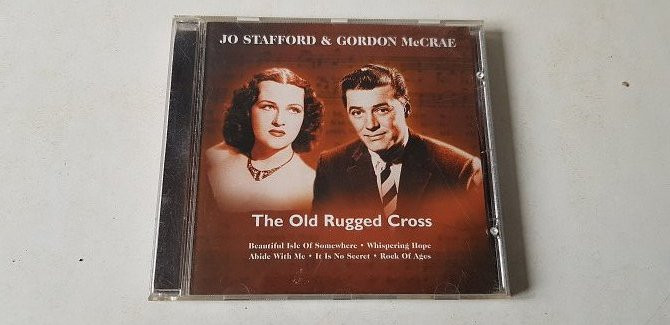 JO STAFFORD & GORDON McCRAE
The Old Rugged Cross
Beautiful Isle Of Somewhere • Whispering Hope
Abide With Me • It Is No Secret • Rock Of Ages